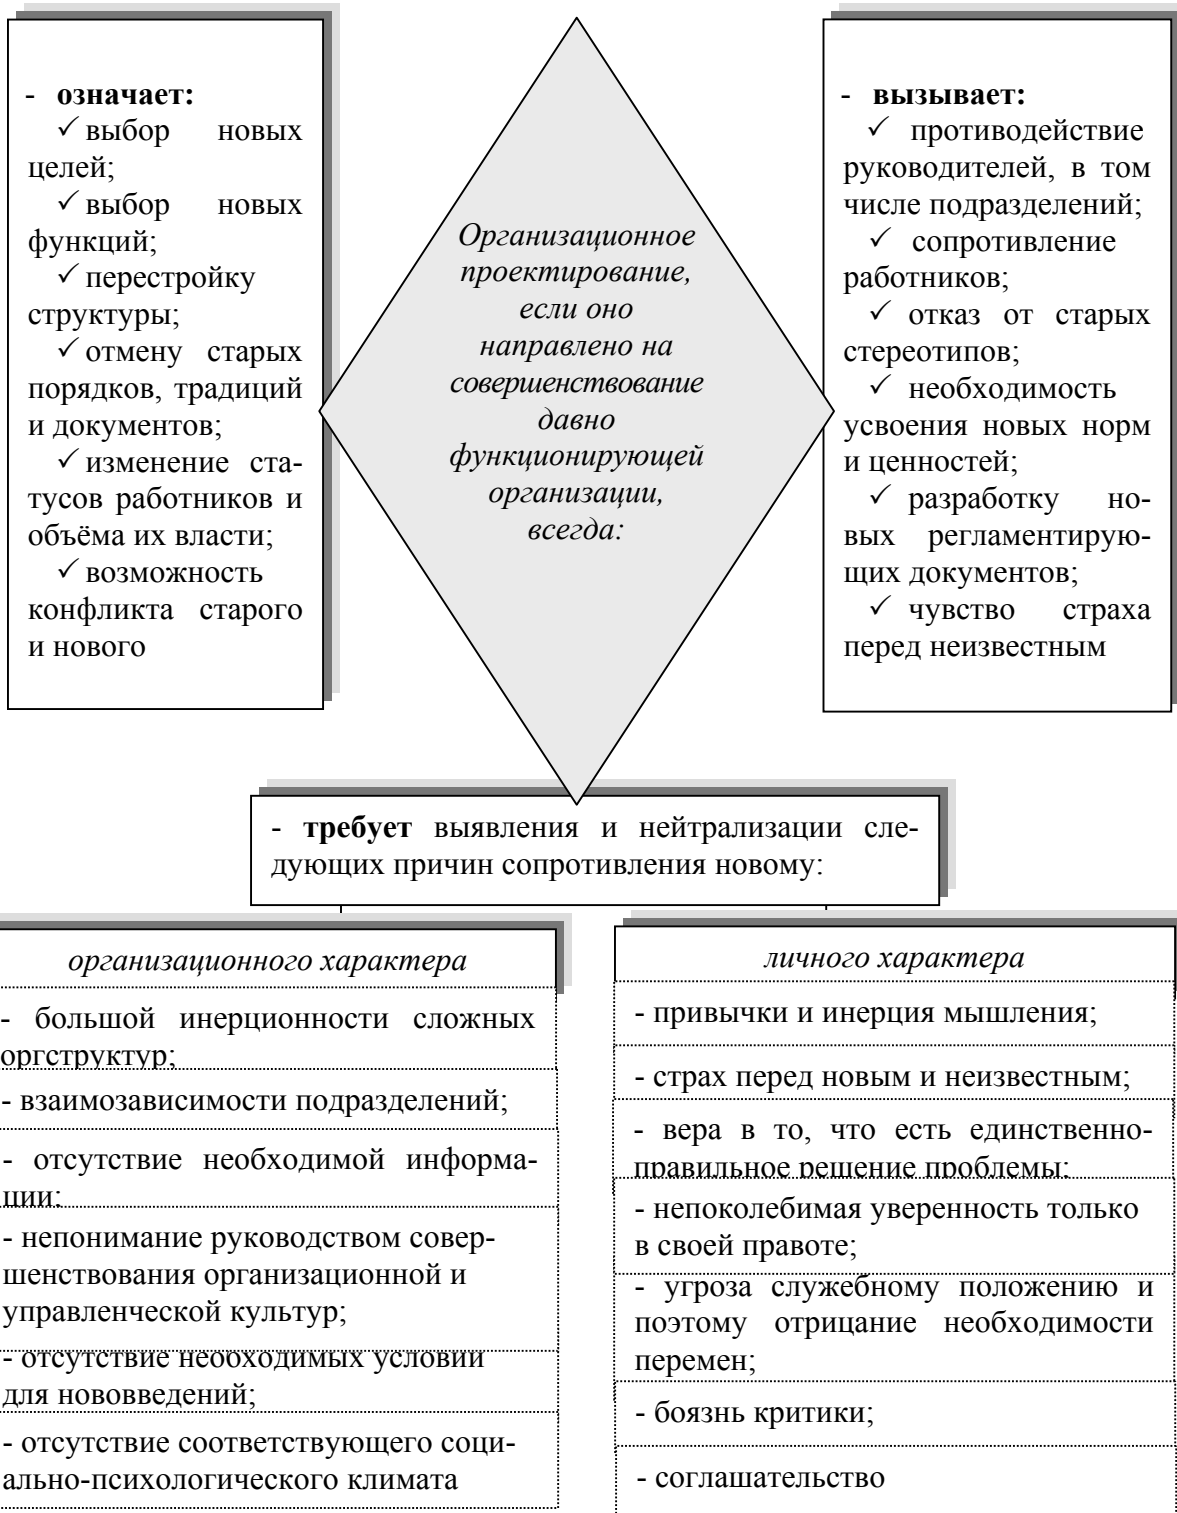 - означает:
✓ выбор новых
целей;
✓ выбор новых
функций;
✓ перестройку
структуры;
✓ отмену старых
порядков, традиций
и документов;
✓ изменение ста-
тусов работников и
объёма их власти;
✓ возможность
конфликта старого
и нового
Организационное
проектирование,
если оно
направлено на
совершенствование
давно
функционирующей
организации,
всегда:
- вызывает:
✓ противодействие
руководителей, в том
числе подразделений;
✓ сопротивление
работников;
✓ отказ от старых
стереотипов;
✓ необходимость
усвоения новых норм
и ценностей;
✓ разработку но-
вых регламентирую-
щих документов;
✓ чувство страха
перед неизвестным
- требует выявления и нейтрализации сле-
дующих причин сопротивления новому:
организационного характера
- большой инерционности сложных
оргструктур;
- взаимозависимости подразделений;
- отсутствие необходимой информа-
ции;
- непонимание руководством совер-
шенствования организационной и
управленческой культур;
- отсутствие необходимых условий
для нововведений;
- отсутствие соответствующего соци-
ально-психологического климата
личного характера
- привычки и инерция мышления;
- страх перед новым и неизвестным;
- вера в то, что есть единственно-
правильное решение проблемы;
- непоколебимая уверенность только
в своей правоте;
- угроза служебному положению и
поэтому отрицание необходимости
перемен;
- боязнь критики;
- соглашательство